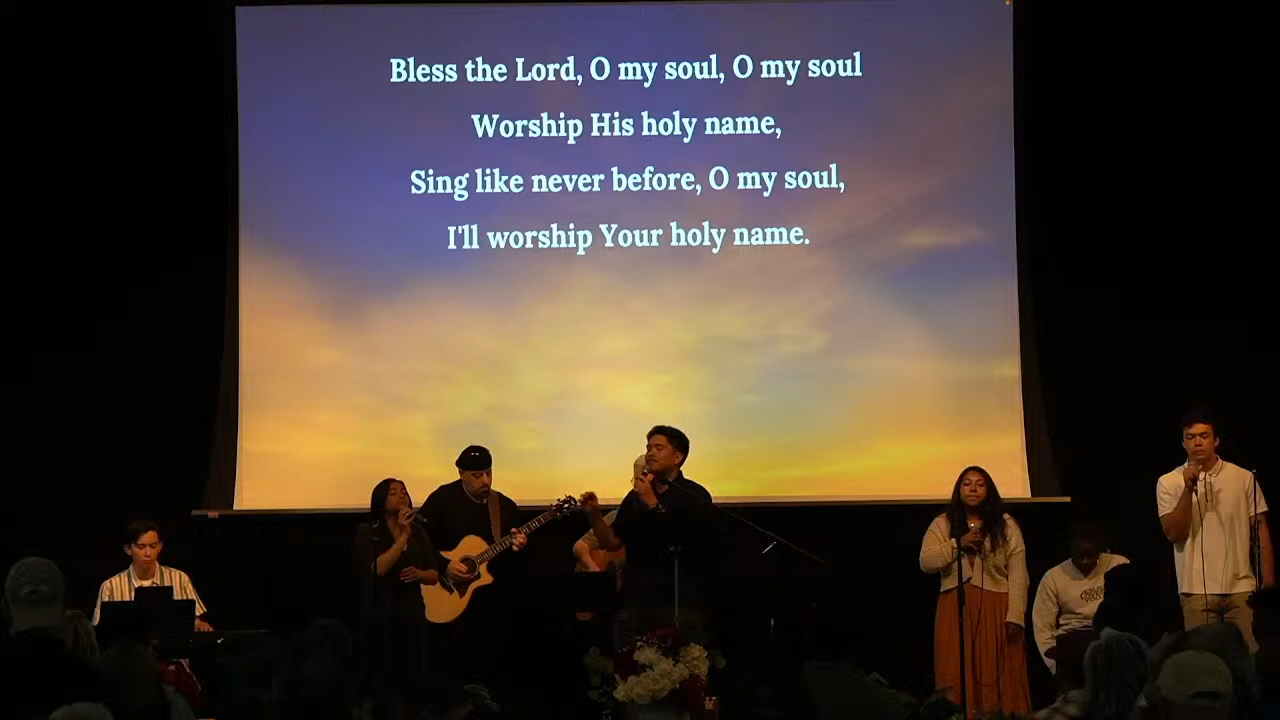 Bless the Lord, O my soul, O my soul
Worship His holy name,
Sing like never before, O my soul,
I'll worship Your holy name.